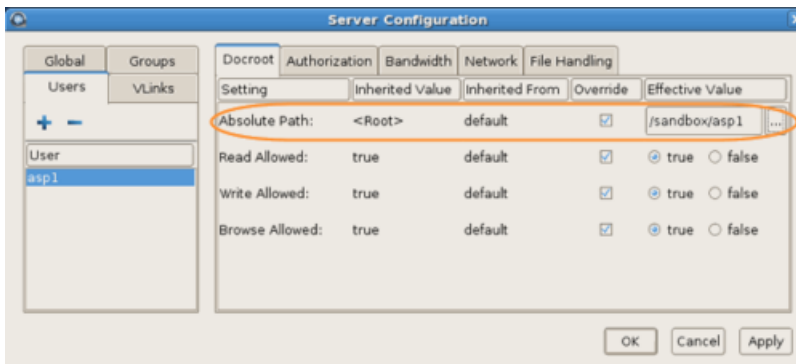 Server Configuration
Global Groups
Users VLinks
User
asp1
Docroot Authorization Bandwidth Network File Handling
Setting Inherited Value Inherited From Override Effective Value
Absolute Path: <Root> default /sandbox/asp1 ...
Read Allowed: true default true false
Write Allowed: true default true false
Browse Allowed: true default true false
OK Cancel Apply